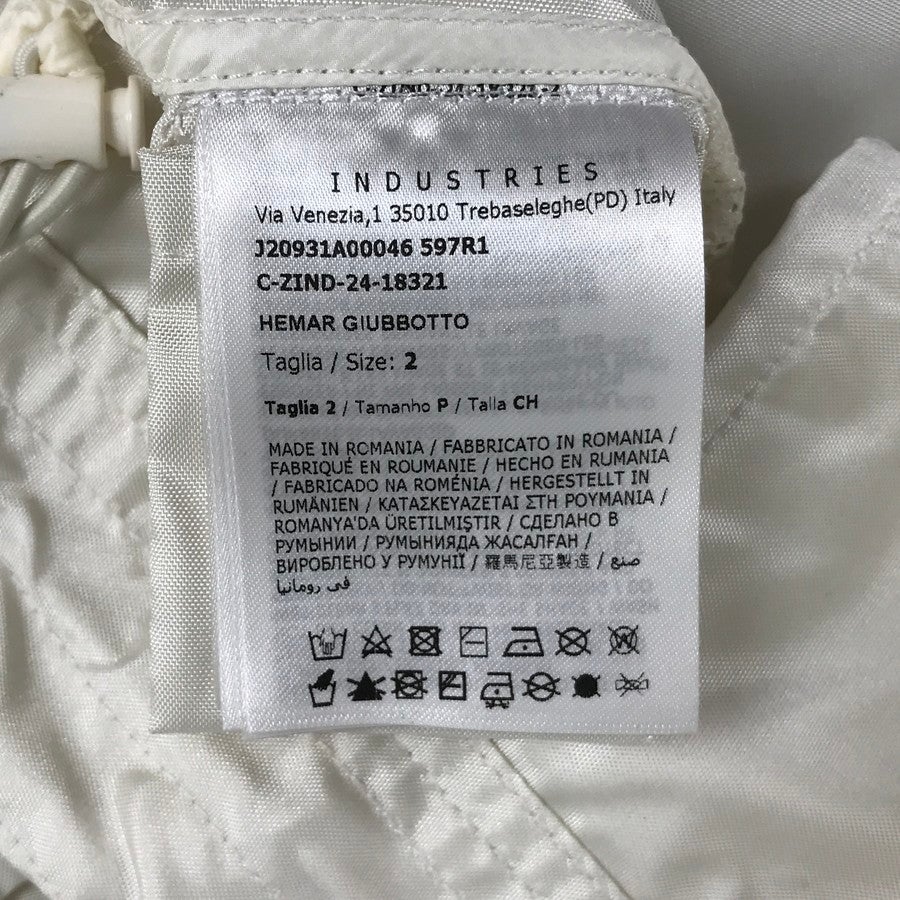 INDUSTRIES
Via Venezia,1 35010 Trebaseleghe(PD) Italy
J20931A00046 597R1
C-ZIND-24-18321
HEMAR GIUBBOTTO
Taglia / Size: 2
Taglia 2 / Tamanho P / Talla CH
MADE IN ROMANIA / FABBRICATO IN ROMANIA /
FABRIQUÉ EN ROUMANIE / HECHO EN RUMANIA
/ FABRICADO NA ROMÉNIA / HERGESTELLT IN
RUMÄNIEN / ΚΑΤΑΣΚΕΥΑΖΕΤΑΙ ΣΤΗ ΡΟΥΜΑΝΙΑ /
ROMANYA'DA ÜRETİLMİŞTİR / СДЕЛАНО В
РУМЫНИИ / РУМЫНИЯДА ЖАСАЛҒАН /
ВИРОБЛЕНО У РУМУНІЇ / 羅馬尼亞製造 / صنع
في رومانيا